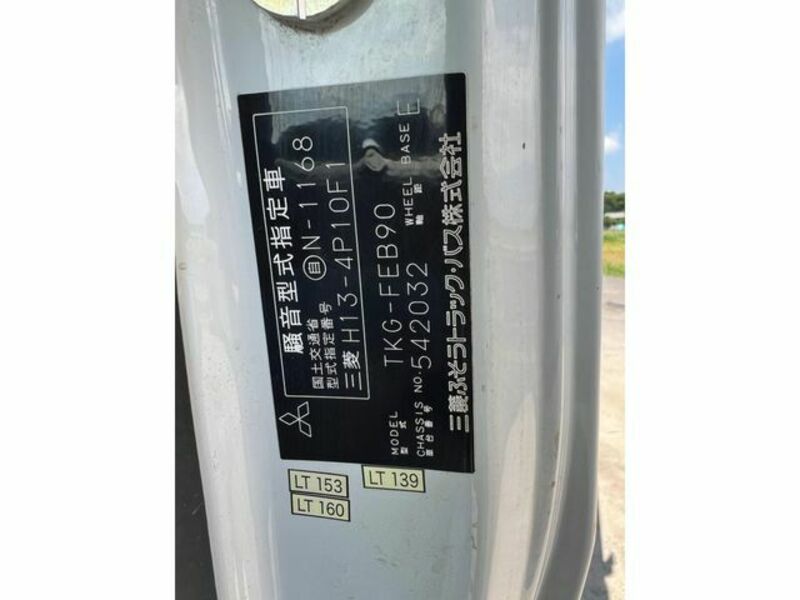 騒音型式指定車
国土交通省
型式指定番号
自 N-1168
三菱 H13-4P10F1
MODEL
型式
TKG-FEB90
CHASSIS NO.
車台番号
542032
WHEEL BASE E
軸距
三菱ふそうトラック・バス株式会社
LT 153
LT 139
LT 160